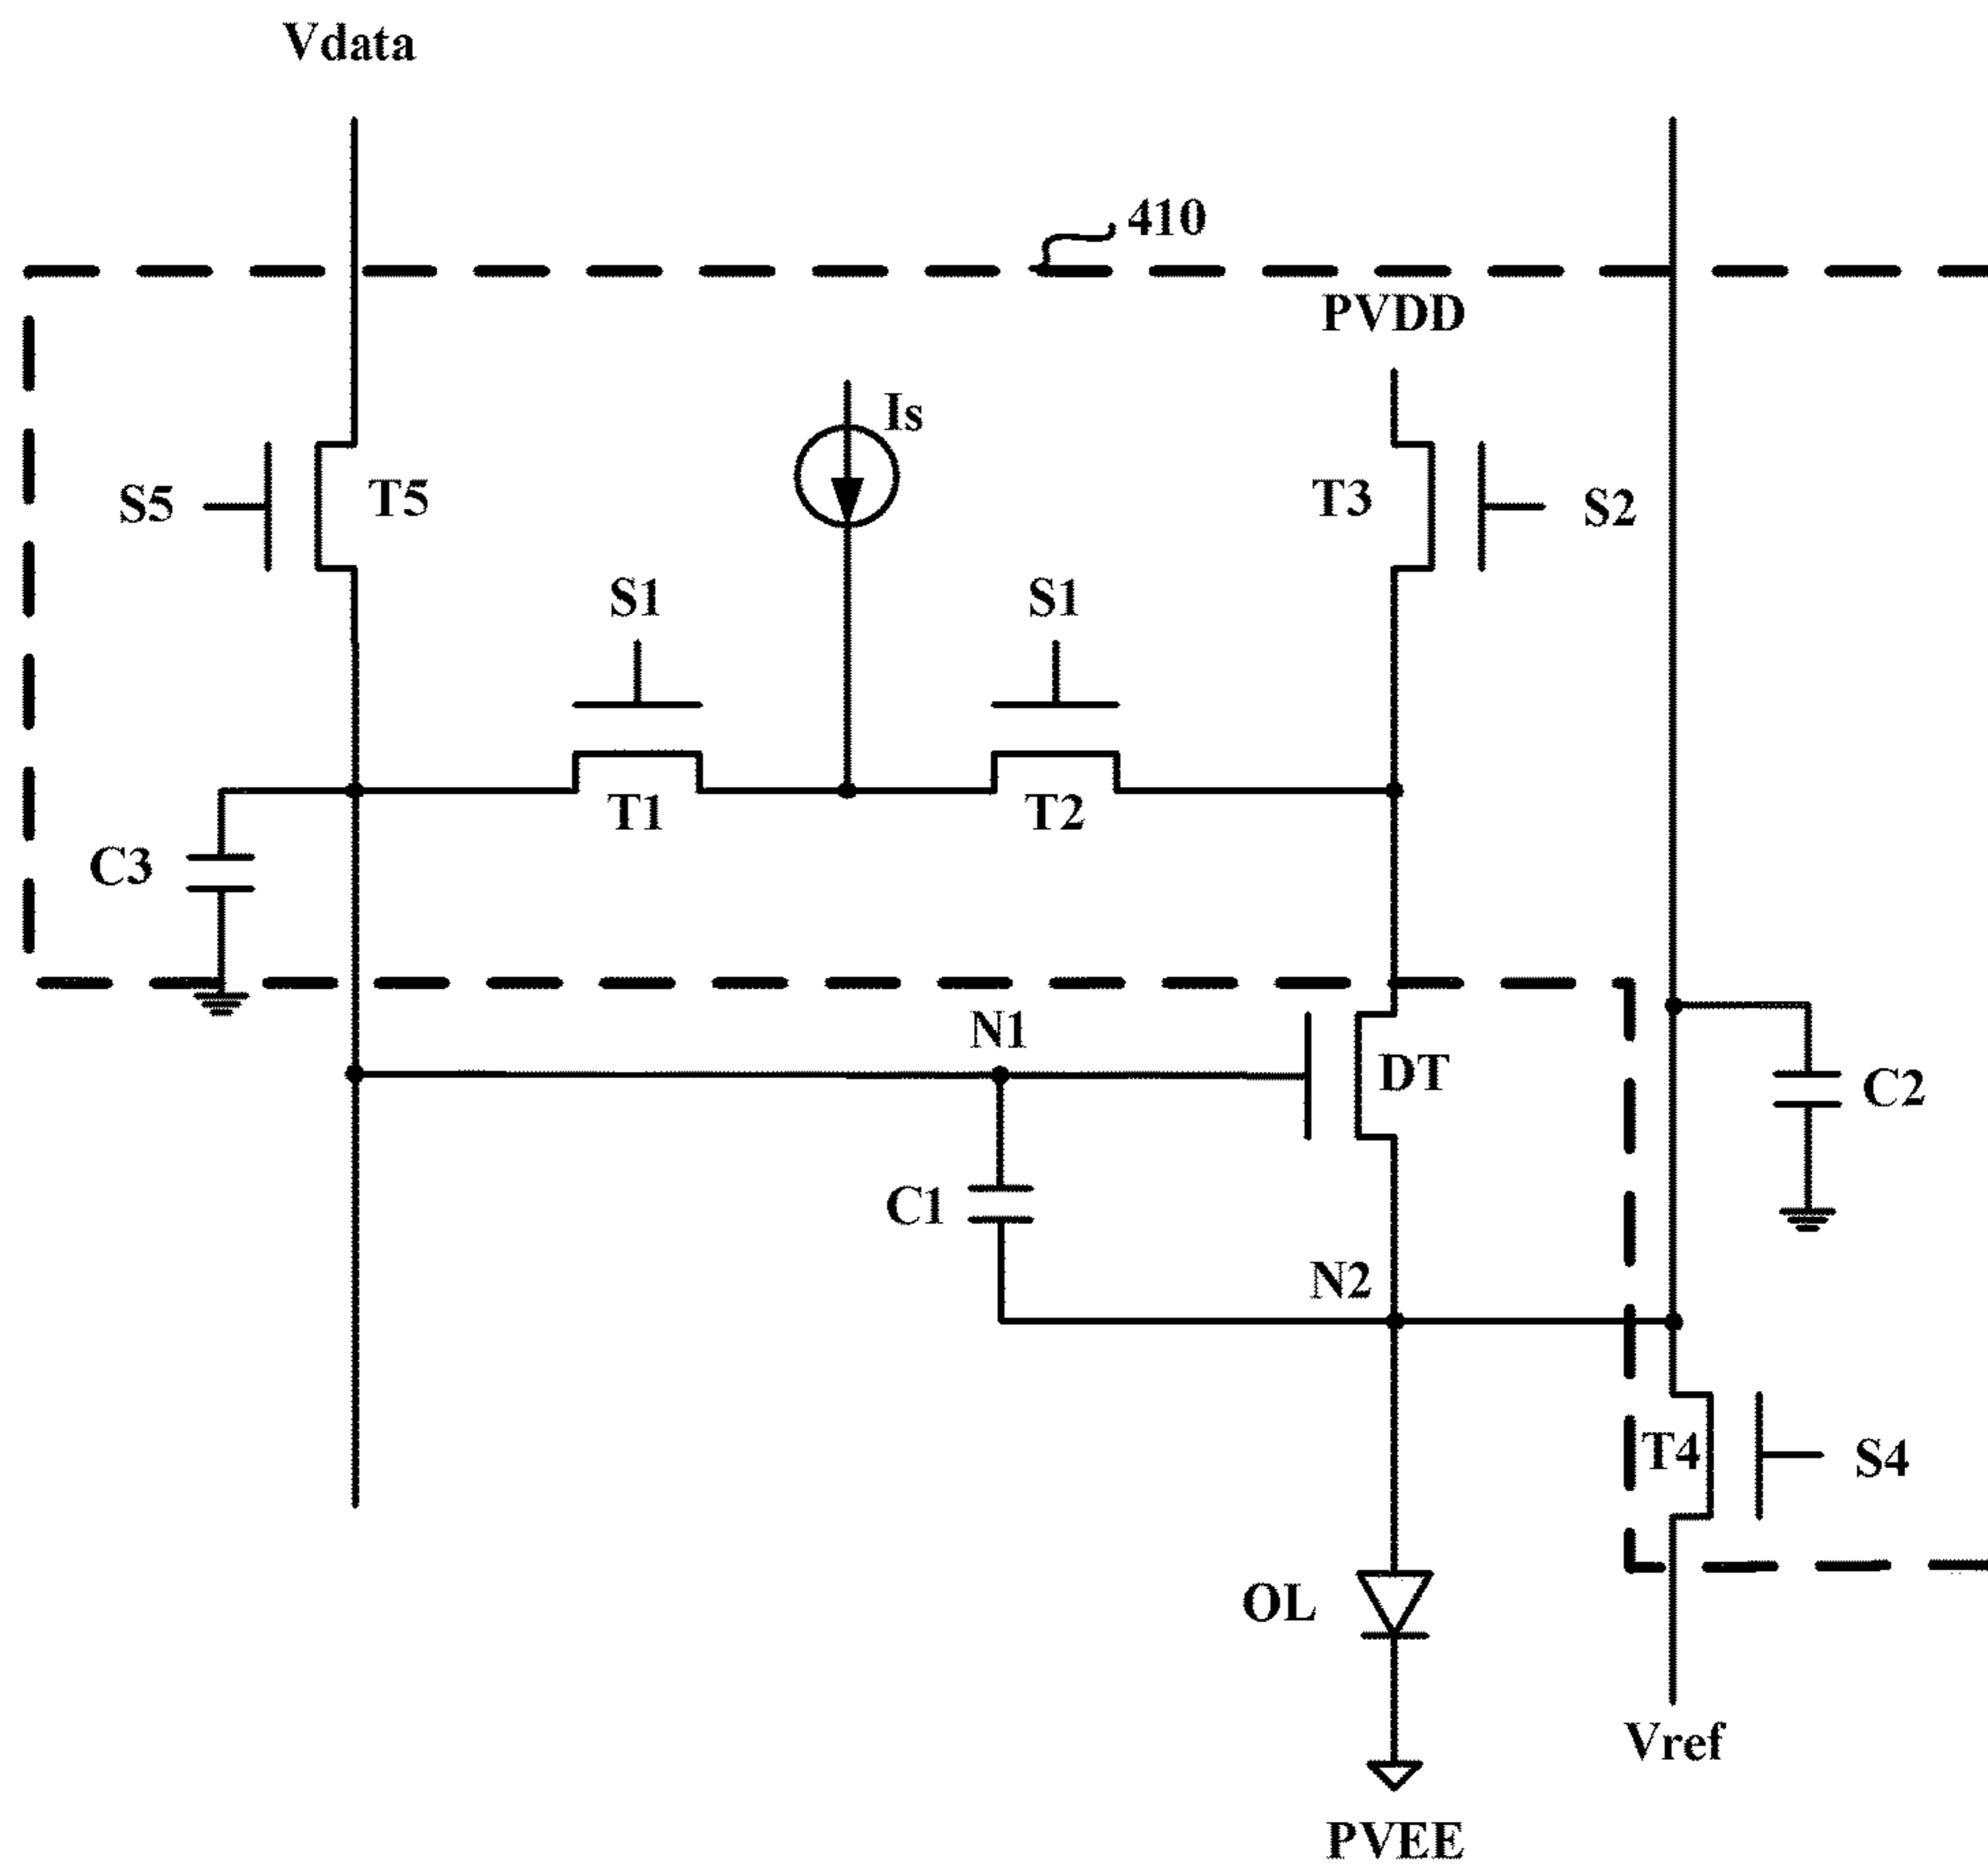 Vdata
410
PVDD
Is
S5
T5
T3
S2
S1
S1
T1
T2
C3
N1
DT
C2
C1
N2
T4
S4
OL
Vref
PVEE